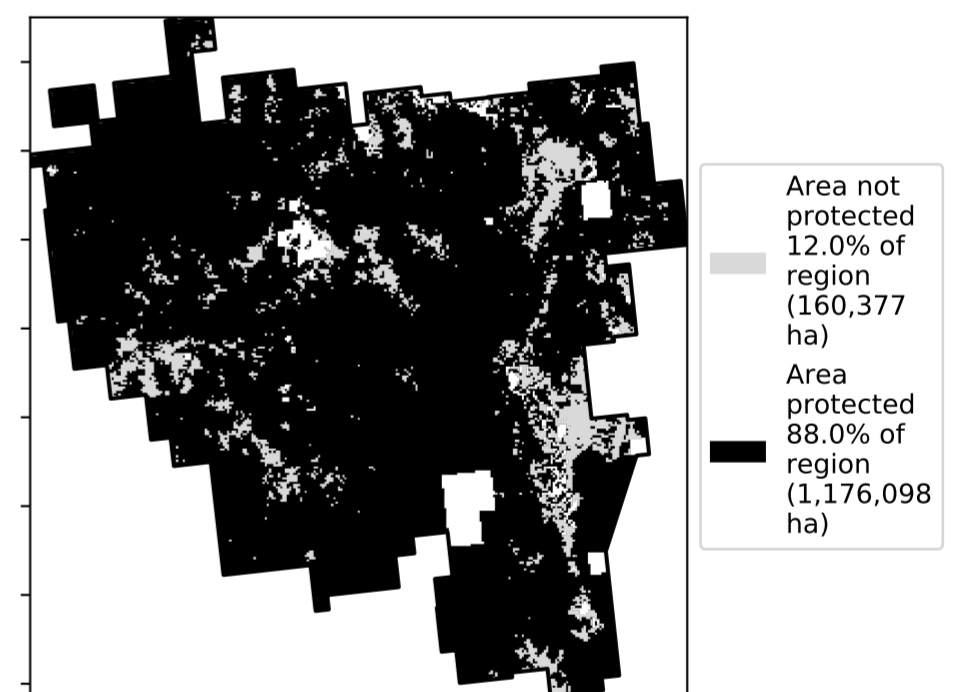 Area not
protected
12.0% of
region
(160,377
ha)
Area
protected
88.0% of
region
(1,176,098
ha)